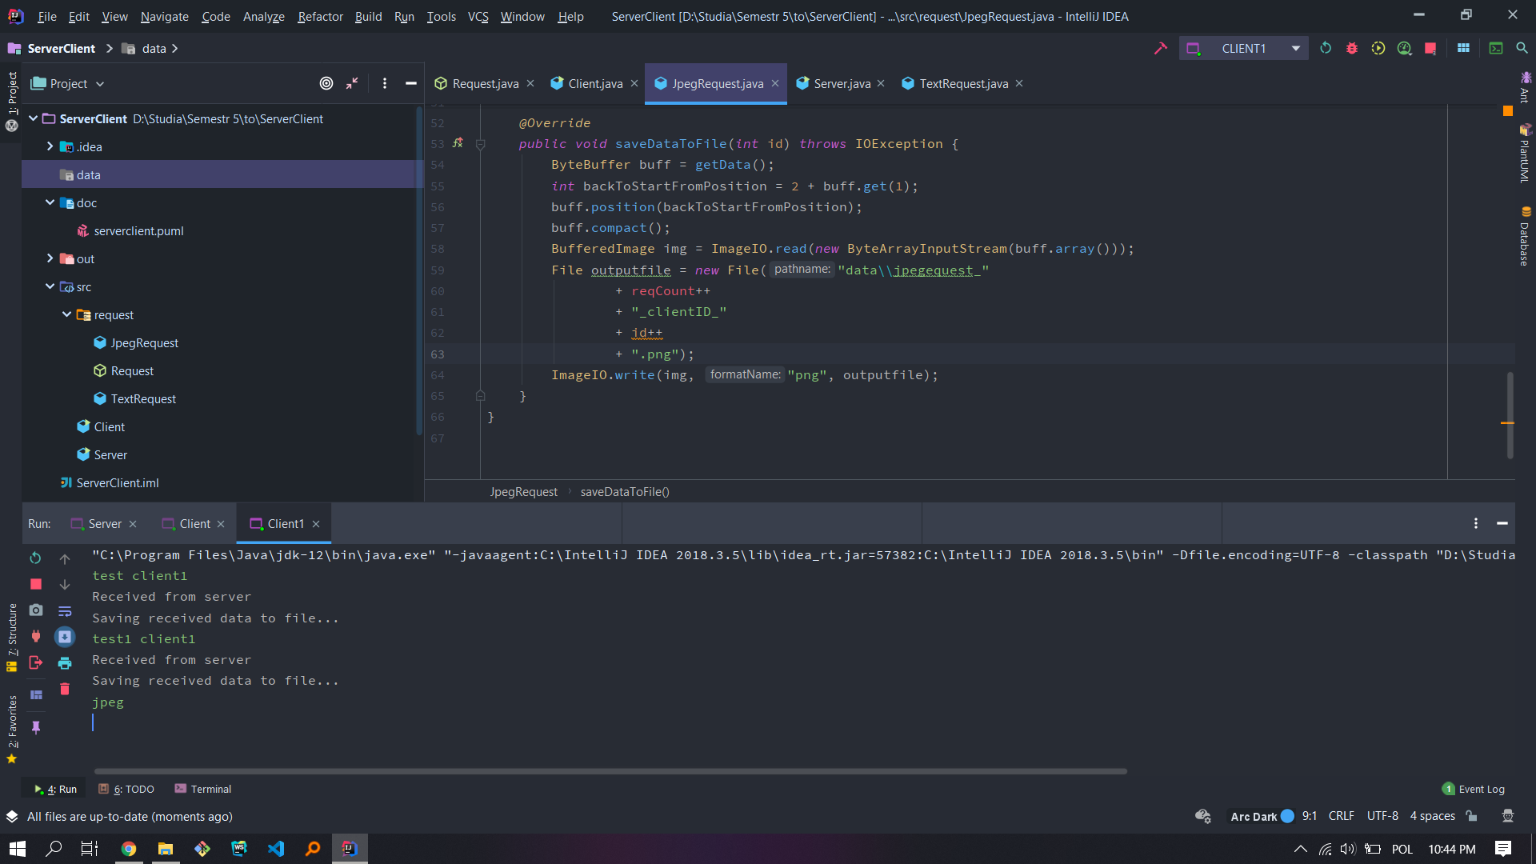 File Edit View Navigate Code Analyze Refactor Build Run Tools VCS Window Help ServerClient [D:\Studia\Semestr 5\to\ServerClient] - ...\src\request\JpegRequest.java - IntelliJ IDEA
ServerClient data CLIENT1
1: Project
Project
Request.java Client.java JpegRequest.java Server.java TextRequest.java
ServerClient D:\Studia\Semestr 5\to\ServerClient
.idea
data
doc
serverclient.puml
out
src
request
JpegRequest
Request
TextRequest
Client
Server
ServerClient.iml
52 @Override
53 public void saveDataToFile(int id) throws IOException {
54 ByteBuffer buff = getData();
55 int backToStartFromPosition = 2 + buff.get(1);
56 buff.position(backToStartFromPosition);
57 buff.compact();
58 BufferedImage img = ImageIO.read(new ByteArrayInputStream(buff.array()));
59 File outputfile = new File( pathname: "data\\jpegequest_"
60 + reqCount++
61 + "_clientID_"
62 + id++
63 + ".png");
64 ImageIO.write(img, formatName: "png", outputfile);
65 }
66 }
67
JpegRequest saveDataToFile()
Ant
PlantUML
Database
Run: Server Client Client1
"C:\Program Files\Java\jdk-12\bin\java.exe" "-javaagent:C:\IntelliJ IDEA 2018.3.5\lib\idea_rt.jar=57382:C:\IntelliJ IDEA 2018.3.5\bin" -Dfile.encoding=UTF-8 -classpath "D:\Studia
test client1
Received from server
Saving received data to file...
test1 client1
Received from server
Saving received data to file...
jpeg
7: Structure
2: Favorites
4: Run 6: TODO Terminal 1 Event Log
All files are up-to-date (moments ago) Arc Dark 9:1 CRLF UTF-8 4 spaces
POL 10:44 PM